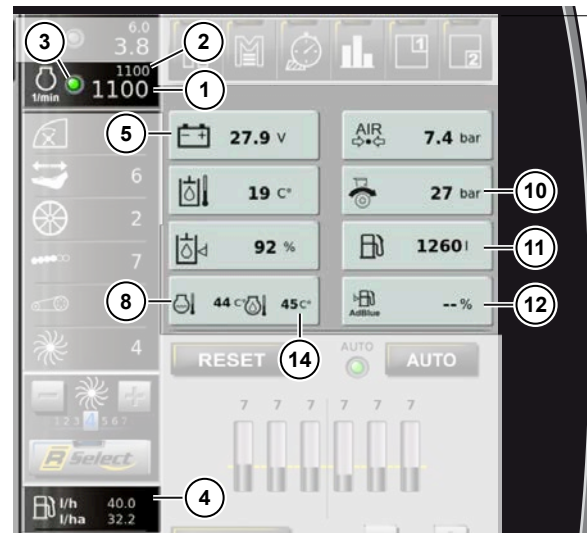 6.0
3.8
3
2
1100
1100
1/min
1
1
2
5
27.9 V
AIR
7.4 bar
6
19 C°
27 bar
10
2
92 %
1260 l
11
7
8
44 C°
45 C°
AdBlue
-- %
12
4
14
RESET
AUTO
AUTO
7 7 7 7 7 7
1 2 3 4 5 6 7
R Select
4
l/h 40.0
l/ha 32.2